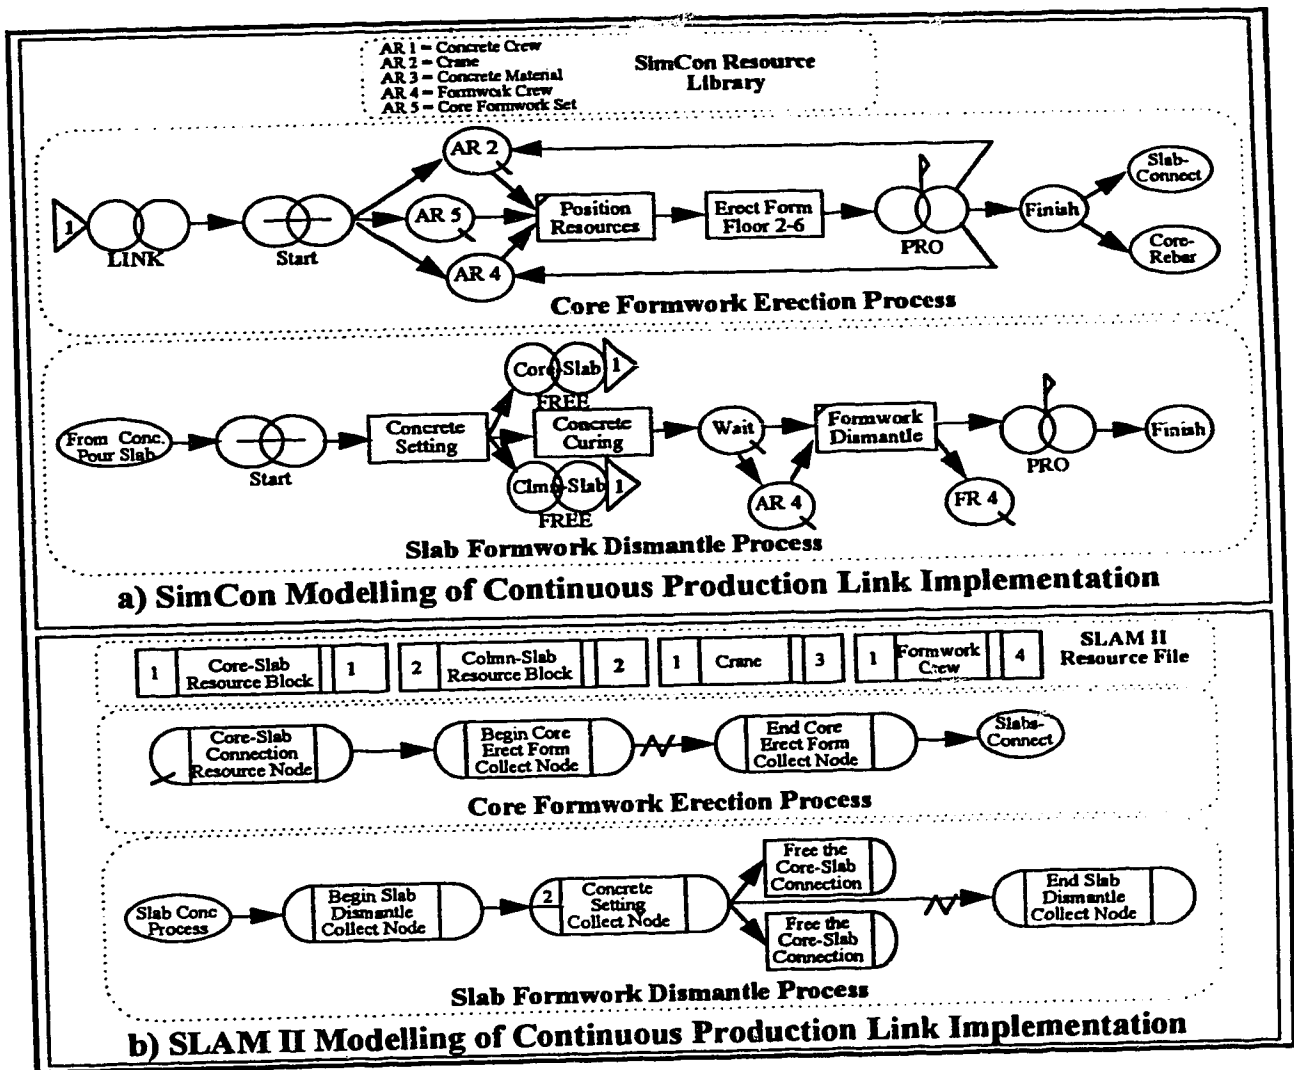 AR 1 = Concrete Crew
AR 2 = Crane
AR 3 = Concrete Material
AR 4 = Formwork Crew
AR 5 = Core Formwork Set
SimCon Resource
Library
AR 2
AR 5
AR 4
1
LINK
Start
Position
Resources
Erect Form
Floor 2-6
PRO
Finish
Slab-
Connect
Core-
Rebar
Core Formwork Erection Process
From Conc.
Pour Slab
Start
Concrete
Setting
Core-Slab
1
FREE
Concrete
Curing
Clmn-Slab
1
FREE
Wait
AR 4
Formwork
Dismantle
FR 4
PRO
Finish
Slab Formwork Dismantle Process
a) SimCon Modelling of Continuous Production Link Implementation
1
Core-Slab
Resource Block
1
2
Colmn-Slab
Resource Block
2
1
Crane
3
1
Formwork
Crew
4
SLAM II
Resource File
Core-Slab
Connection
Resource Node
Begin Core
Erect Form
Collect Node
End Core
Erect Form
Collect Node
Slabs-
Connect
Core Formwork Erection Process
Slab Conc
Process
Begin Slab
Dismantle
Collect Node
2
Concrete
Setting
Collect Node
Free the
Core-Slab
Connection
Free the
Core-Slab
Connection
End Slab
Dismantle
Collect Node
Slab Formwork Dismantle Process
b) SLAM II Modelling of Continuous Production Link Implementation